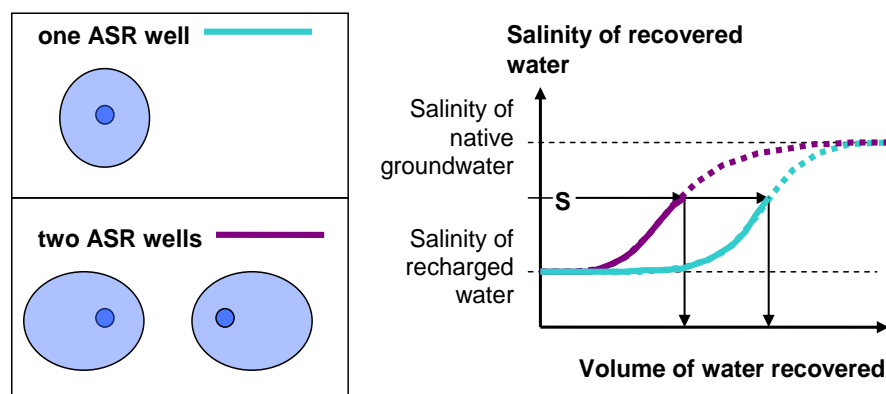 one ASR well
two ASR wells
Salinity of recovered
water
Salinity of
native
groundwater
S
Salinity of
recharged
water
Volume of water recovered